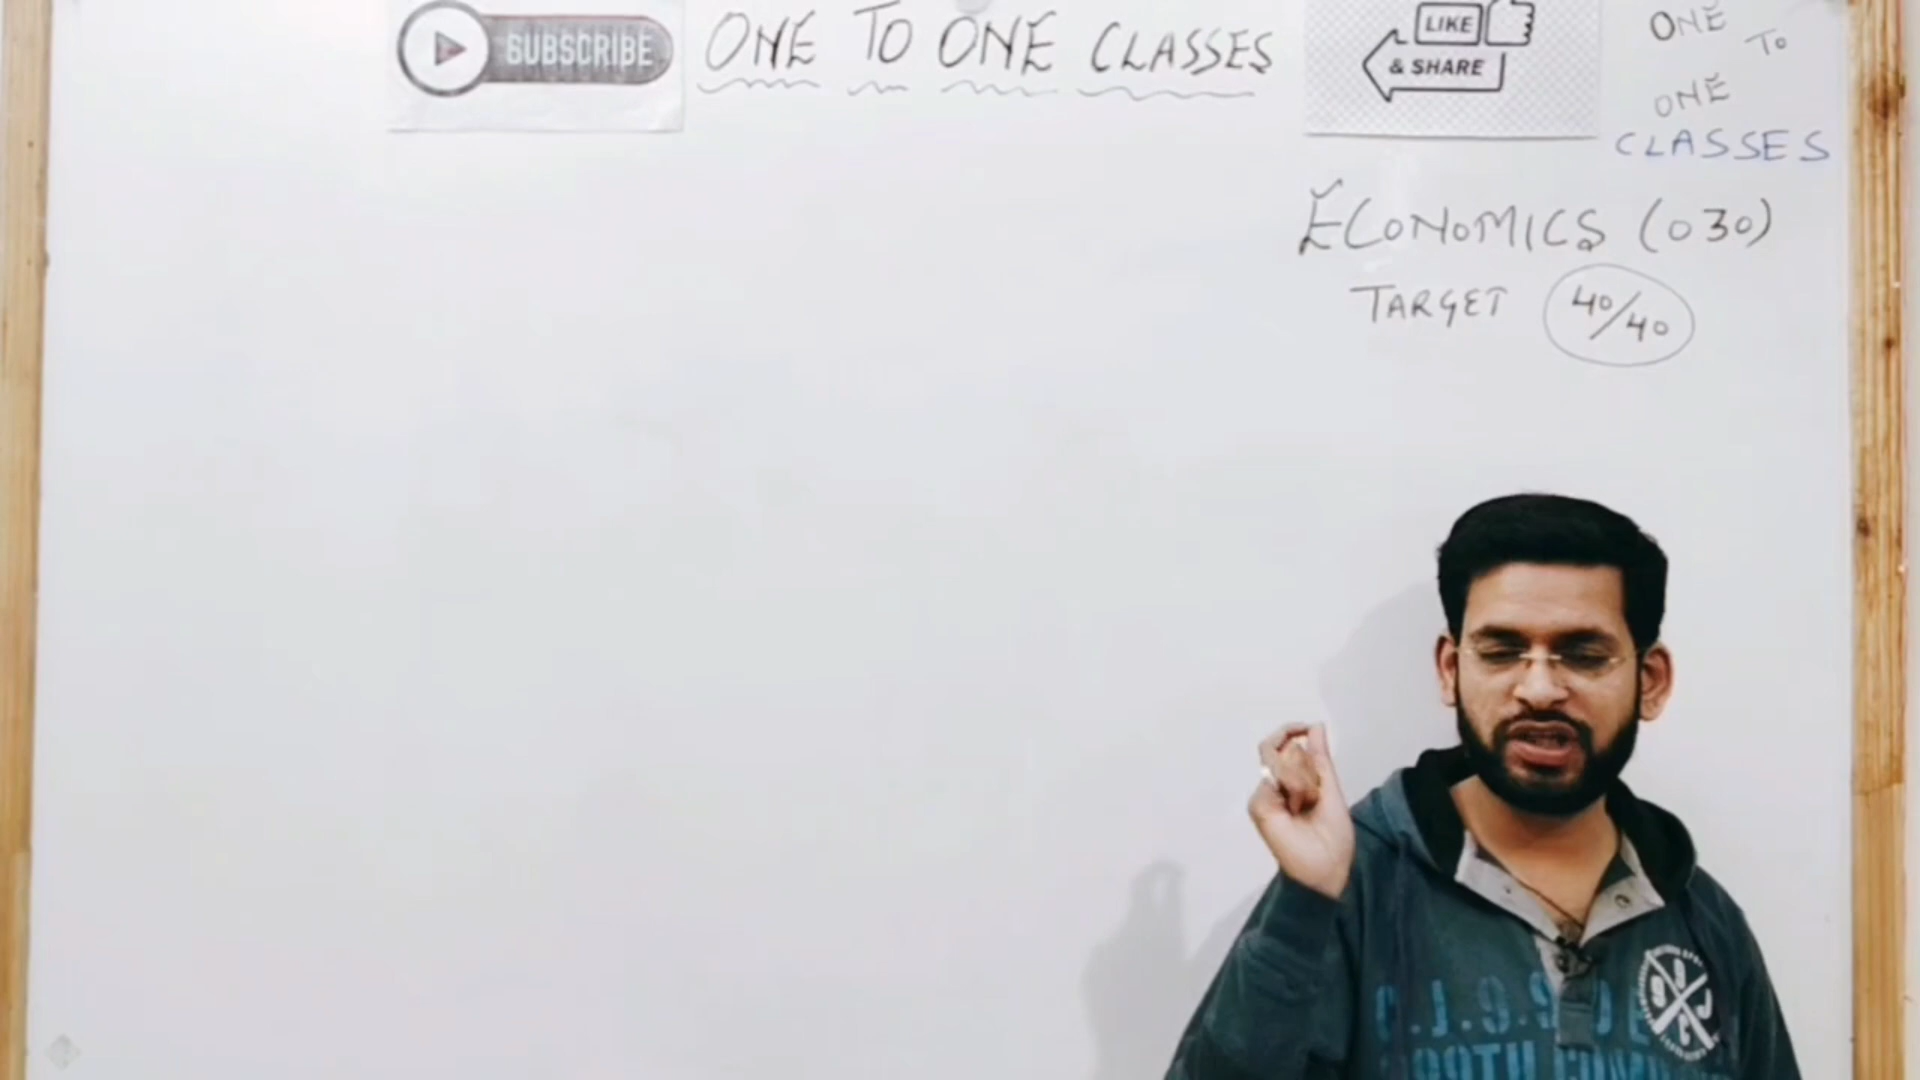 SUBSCRIBE
ONE TO ONE CLASSES
LIKE
& SHARE
ONE
To
ONE
CLASSES
ECONOMICS (030)
TARGET 40/40